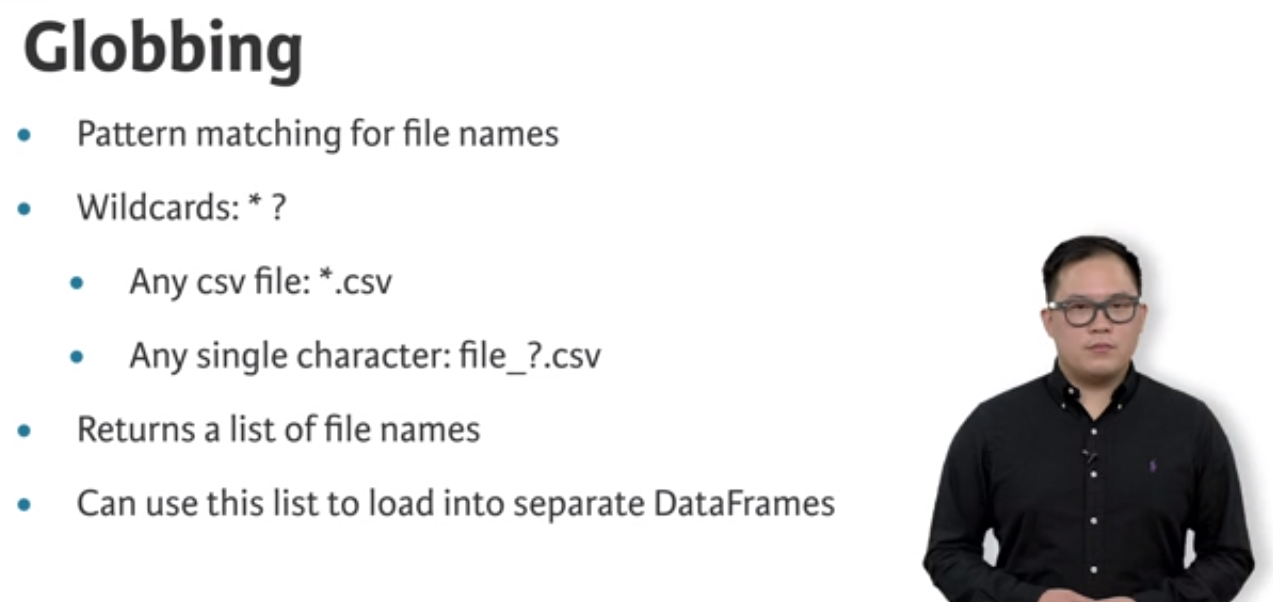 Globbing
• Pattern matching for file names
• Wildcards: * ?
• Any csv file: *.csv
• Any single character: file_?.csv
• Returns a list of file names
• Can use this list to load into separate DataFrames